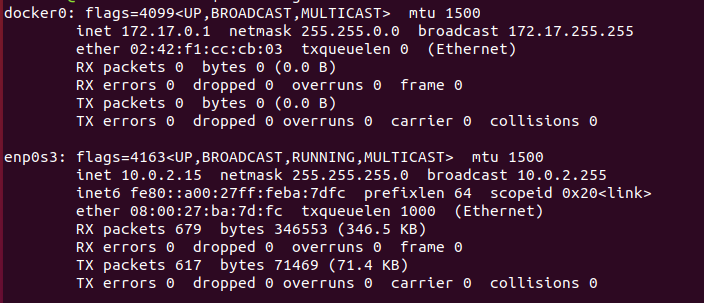 docker0: flags=4099<UP,BROADCAST,MULTICAST>  mtu 1500
        inet 172.17.0.1  netmask 255.255.0.0  broadcast 172.17.255.255
        ether 02:42:f1:cc:cb:03  txqueuelen 0  (Ethernet)
        RX packets 0  bytes 0 (0.0 B)
        RX errors 0  dropped 0  overruns 0  frame 0
        TX packets 0  bytes 0 (0.0 B)
        TX errors 0  dropped 0 overruns 0  carrier 0  collisions 0

enp0s3: flags=4163<UP,BROADCAST,RUNNING,MULTICAST>  mtu 1500
        inet 10.0.2.15  netmask 255.255.255.0  broadcast 10.0.2.255
        inet6 fe80::a00:27ff:feba:7dfc  prefixlen 64  scopeid 0x20<link>
        ether 08:00:27:ba:7d:fc  txqueuelen 1000  (Ethernet)
        RX packets 679  bytes 346553 (346.5 KB)
        RX errors 0  dropped 0  overruns 0  frame 0
        TX packets 617  bytes 71469 (71.4 KB)
        TX errors 0  dropped 0 overruns 0  carrier 0  collisions 0